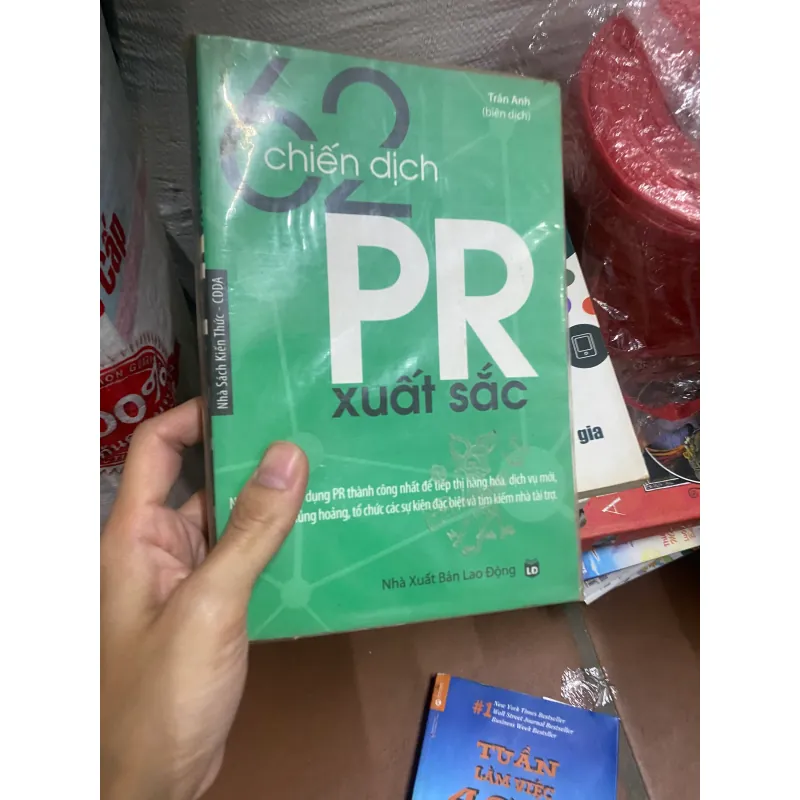 Trần Anh
(biên dịch)
62
chiến dịch
PR
xuất sắc
Nhà Sách Kiến Thức - CDDA
dụng PR thành công nhất để tiếp thị hàng hóa, dịch vụ mới,
hoảng, tổ chức các sự kiện đặc biệt và tìm kiếm nhà tài trợ.
Nhà Xuất Bản Lao Động
LD
gia
A
#1 New York Times Bestseller
Wall Street Journal Bestseller
Business Week Bestseller
TUẦN
LÀM VIỆC